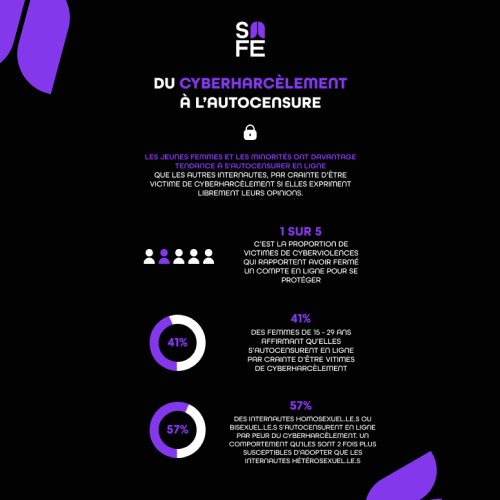 SAFE
DU CYBERHARCÈLEMENT
À L'AUTOCENSURE
LES JEUNES FEMMES ET LES MINORITÉS ONT DAVANTAGE
TENDANCE À S'AUTOCENSURER EN LIGNE
QUE LES AUTRES INTERNAUTES, PAR CRAINTE D'ÊTRE
VICTIME DE CYBERHARCÈLEMENT SI ELLES EXPRIMENT
LIBREMENT LEURS OPINIONS.
1 SUR 5
C'EST LA PROPORTION DE
VICTIMES DE CYBERVIOLENCES
QUI RAPPORTENT AVOIR FERMÉ
UN COMPTE EN LIGNE POUR SE
PROTÉGER
41%
41%
DES FEMMES DE 15 - 29 ANS
AFFIRMANT QU'ELLES
S'AUTOCENSURENT EN LIGNE
PAR CRAINTE D'ÊTRE VITIMES
DE CYBERHARCÈLEMENT
57%
57%
DES INTERNAUTES HOMOSEXUEL.LE.S OU
BISEXUEL.LE.S S'AUTOCENSURENT EN LIGNE
PAR PEUR DU CYBERHARCÈLEMENT. UN
COMPORTEMENT QU'ILES SONT 2 FOIS PLUS
SUSCEPTIBLES D'ADOPTER QUE LES
INTERNAUTES HÉTÉROSEXUEL.LE.S